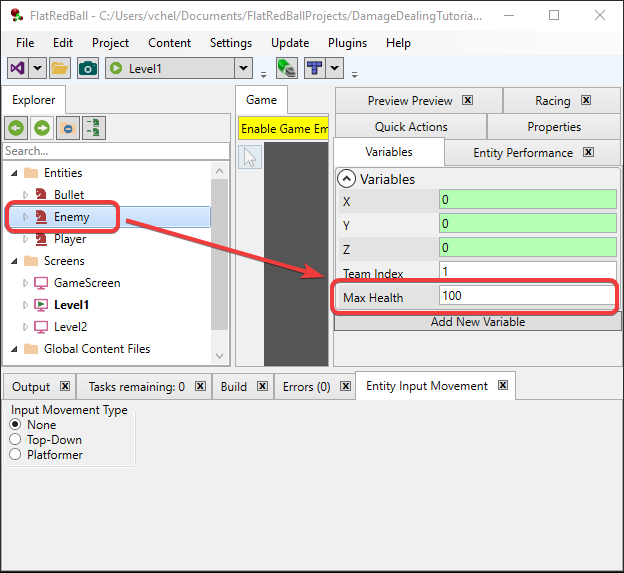 FlatRedBall - C:/Users/vchel/Documents/FlatRedBallProjects/DamageDealingTutoria...
File Edit Project Content Settings Update Plugins Help
Level1
Explorer
Search...
Entities
Bullet
Enemy
Player
Screens
GameScreen
Level1
Level2
Global Content Files
Game
Enable Game Em
Preview Preview
Racing
Quick Actions
Properties
Variables
Entity Performance
Variables
X 0
Y 0
Z 0
Team Index 1
Max Health 100
Add New Variable
Output
Tasks remaining: 0
Build
Errors (0)
Entity Input Movement
Input Movement Type
None
Top-Down
Platformer